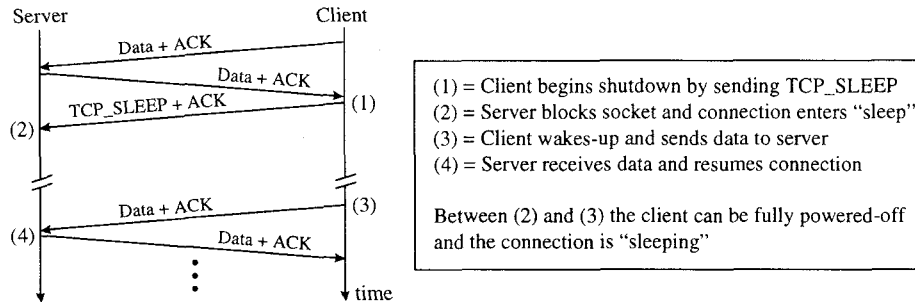 Server
Client
Data + ACK
Data + ACK
(1)
TCP_SLEEP + ACK
(2)
(3)
Data + ACK
(4)
Data + ACK
time
(1) = Client begins shutdown by sending TCP_SLEEP
(2) = Server blocks socket and connection enters “sleep”
(3) = Client wakes-up and sends data to server
(4) = Server receives data and resumes connection
Between (2) and (3) the client can be fully powered-off
and the connection is “sleeping”